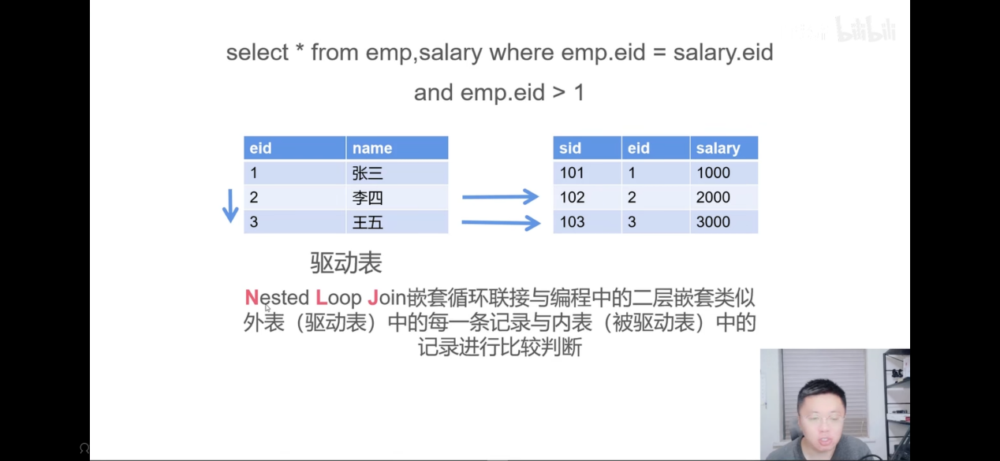 bilibili
select * from emp,salary where emp.eid = salary.eid
and emp.eid > 1
eid name
1 张三
2 李四
3 王五
sid eid salary
101 1 1000
102 2 2000
103 3 3000
驱动表
Nested Loop Join嵌套循环联接与编程中的二层嵌套类似
外表（驱动表）中的每一条记录与内表（被驱动表）中的
记录进行比较判断